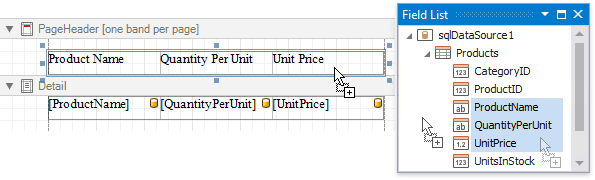 PageHeader [one band per page]
Product Name Quantity Per Unit Unit Price
Detail
[ProductName] [QuantityPerUnit] [UnitPrice]
Field List
sqlDataSource1
Products
123 CategoryID
123 ProductID
ab ProductName
ab QuantityPerUnit
1.2 UnitPrice
123 UnitsInStock